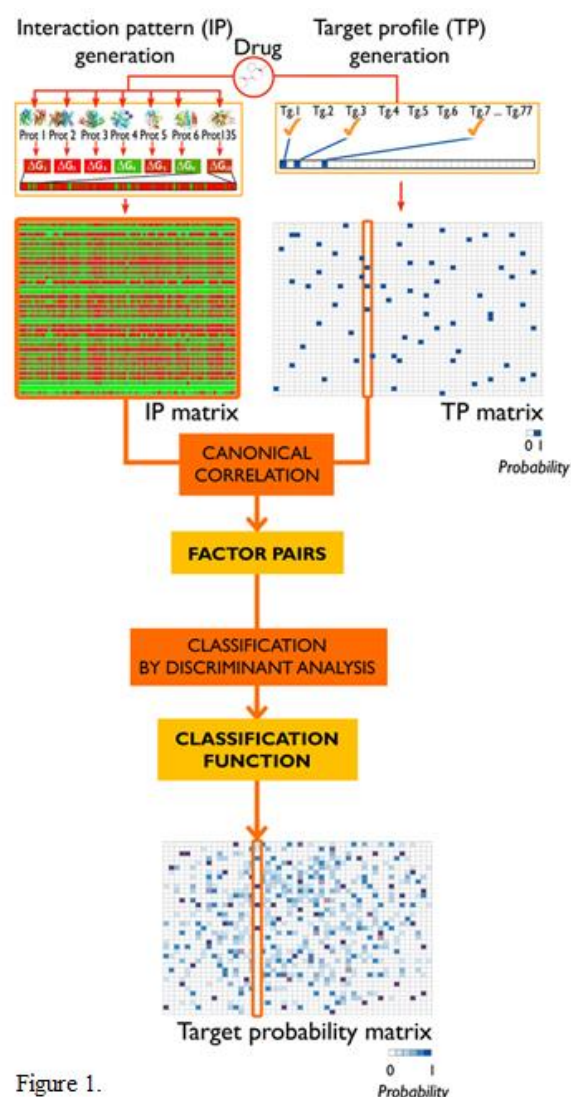 Interaction pattern (IP)
generation
Drug
Target profile (TP)
generation
Prot 1 Prot 2 Prot 3 Prot 4 Prot 5 Prot 6 Prot135
Tg.1 Tg.2 Tg.3 Tg.4 Tg.5 Tg.6 Tg.7 ... Tg.77
IP matrix
TP matrix
0 1
Probability
CANONICAL
CORRELATION
FACTOR PAIRS
CLASSIFICATION
BY DISCRIMINANT ANALYSIS
CLASSIFICATION
FUNCTION
Target probability matrix
0 1
Probability
Figure 1.